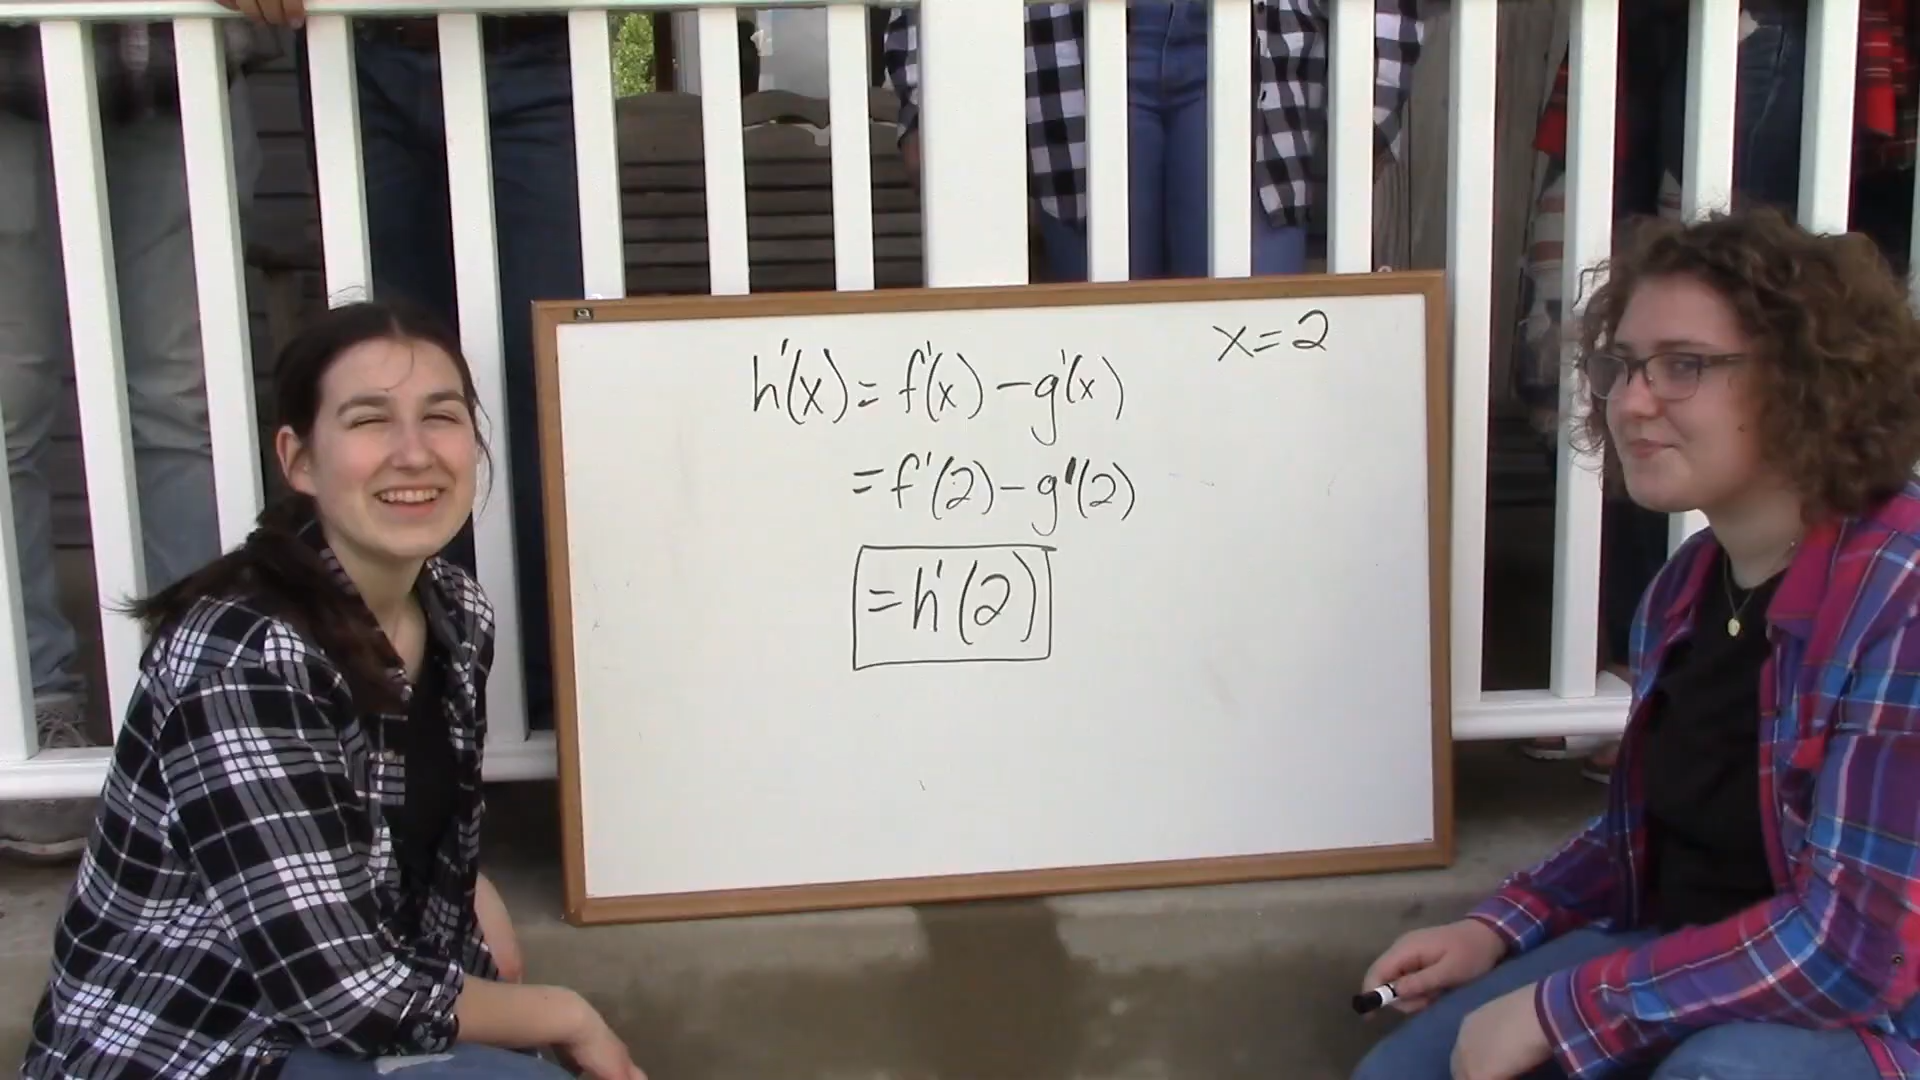 x=2
h'(x)= f'(x) -g'(x)
=f'(2)-g'(2)
=h'(2)